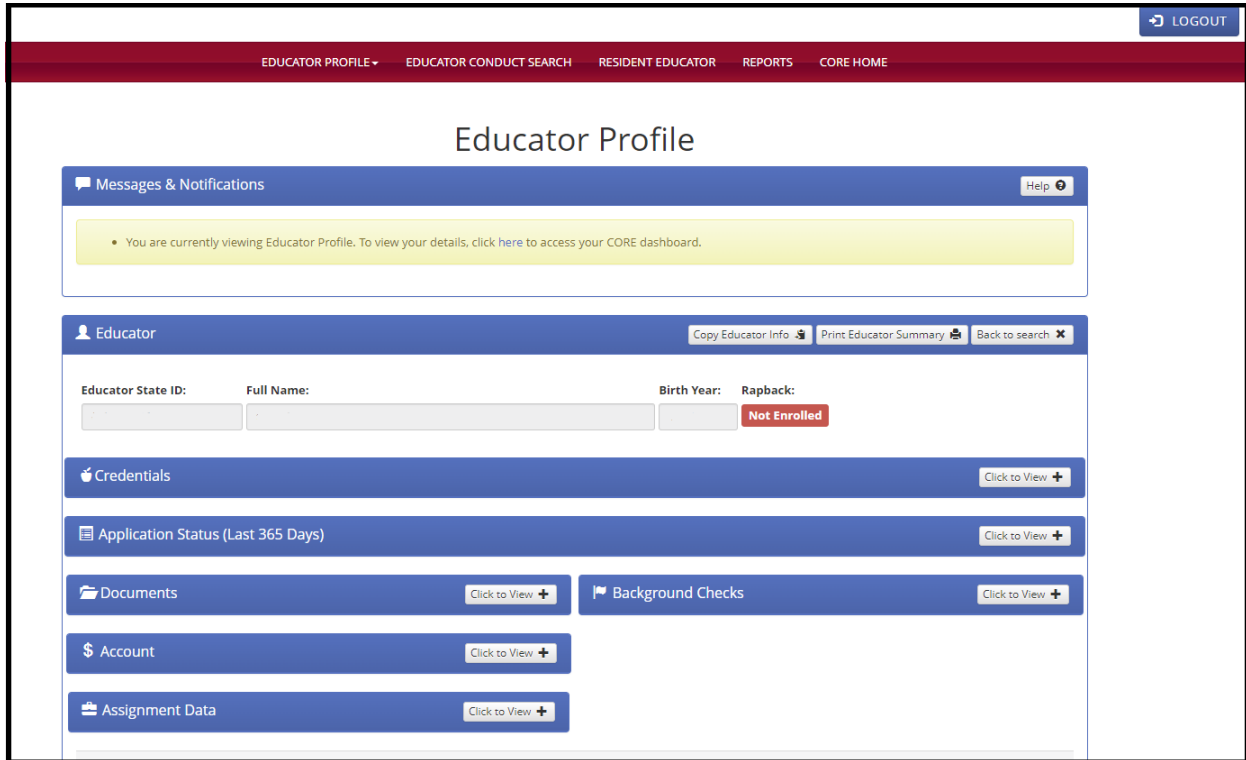 LOGOUT
EDUCATOR PROFILE EDUCATOR CONDUCT SEARCH RESIDENT EDUCATOR REPORTS CORE HOME
Educator Profile
Messages & Notifications Help
• You are currently viewing Educator Profile. To view your details, click here to access your CORE dashboard.
Educator Copy Educator Info Print Educator Summary Back to search
Educator State ID: Full Name: Birth Year: Rapback:
Not Enrolled
Credentials Click to View
Application Status (Last 365 Days) Click to View
Documents Click to View Background Checks Click to View
$ Account Click to View
Assignment Data Click to View